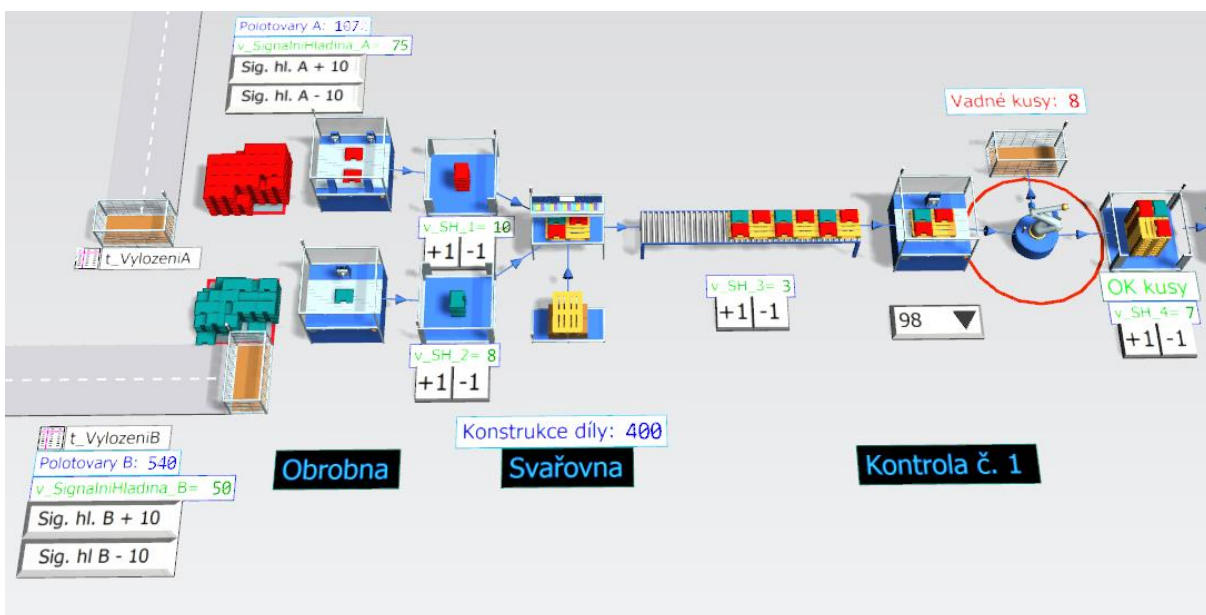 Polotovary A: 107
v_SignalniHladina_A= 75
Sig. hl. A + 10
Sig. hl. A - 10
Vadné kusy: 8
t_VylozeniA
v_SH_1= 10
+1 -1
v_SH_3= 3
+1 -1
OK kusy
v_SH_4= 7
+1 -1
98
v_SH_2= 8
+1 -1
t_VylozeniB
Polotovary B: 540
v_SignalniHladina_B= 50
Sig. hl. B + 10
Sig. hl B - 10
Konstrukce díly: 400
Obrobna
Svařovna
Kontrola č. 1